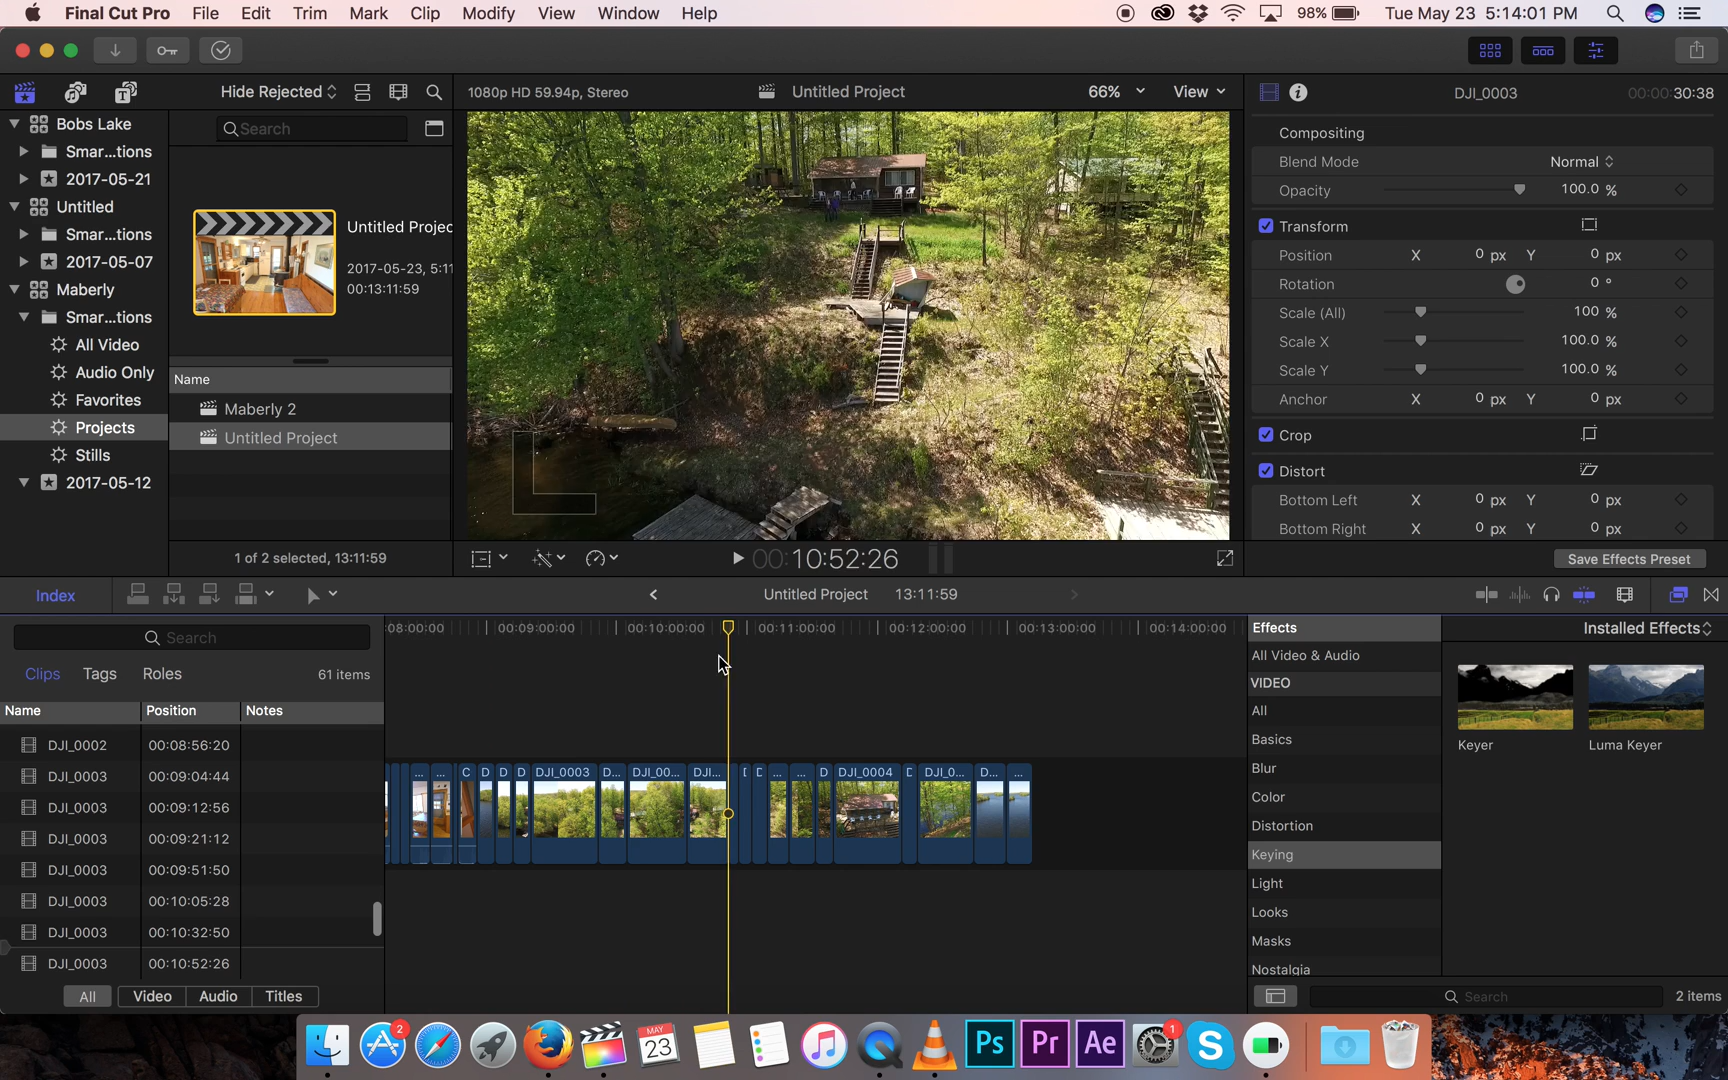 Final Cut Pro File Edit Trim Mark Clip Modify View Window Help 98% Tue May 23 5:14:01 PM
Hide Rejected 1080p HD 59.94p, Stereo Untitled Project 66% View DJI_0003 00:00:30:38
Bobs Lake
Smar...tions
2017-05-21
Untitled
Smar...tions
2017-05-07
Maberly
Smar...tions
All Video
Audio Only
Favorites
Projects
Stills
2017-05-12
Search
Untitled Projec
2017-05-23, 5:11
00:13:11:59
Name
Maberly 2
Untitled Project
1 of 2 selected, 13:11:59
00:10:52:26
Compositing
Blend Mode Normal
Opacity 100.0 %
Transform
Position X 0 px Y 0 px
Rotation 0 °
Scale (All) 100 %
Scale X 100.0 %
Scale Y 100.0 %
Anchor X 0 px Y 0 px
Crop
Distort
Bottom Left X 0 px Y 0 px
Bottom Right X 0 px Y 0 px
Save Effects Preset
Index Untitled Project 13:11:59
Search
Clips Tags Roles 61 items
Name Position Notes
DJI_0002 00:08:56:20
DJI_0003 00:09:04:44
DJI_0003 00:09:12:56
DJI_0003 00:09:21:12
DJI_0003 00:09:51:50
DJI_0003 00:10:05:28
DJI_0003 00:10:32:50
DJI_0003 00:10:52:26
All Video Audio Titles
:08:00:00 00:09:00:00 00:10:00:00 00:11:00:00 00:12:00:00 00:13:00:00 00:14:00:00
... ... C D D D DJI_0003 D... DJI_00... DJI... D ... ... D DJI_0004 D DJI_0... D... ...
Effects Installed Effects
All Video & Audio
VIDEO
All
Basics
Blur
Color
Distortion
Keying
Light
Looks
Masks
Nostalgia
Keyer Luma Keyer
Search 2 items
2 MAY 23 Ps Pr Ae 1